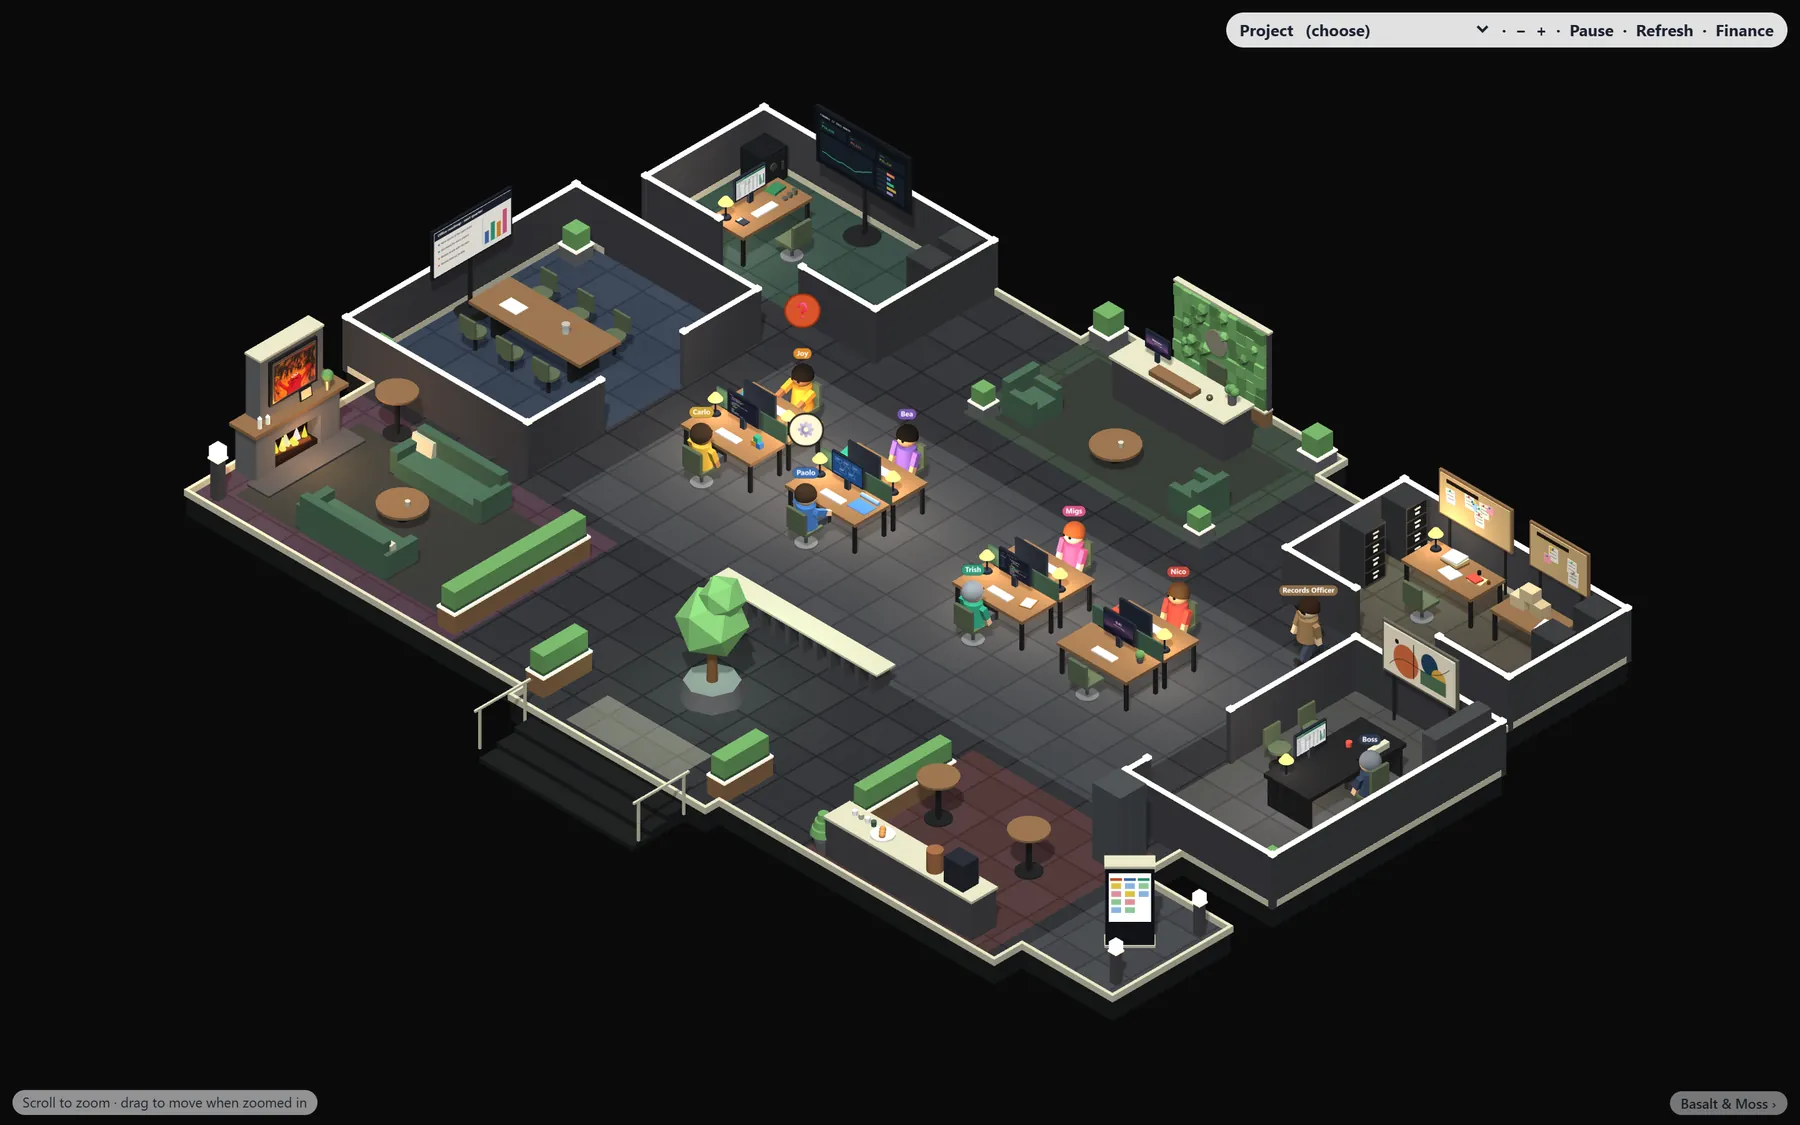 Project (choose) · − + · Pause · Refresh · Finance
Joy
Carlo
Bea
Paolo
Migs
Trish
Nico
Records Officer
Boss
Scroll to zoom · drag to move when zoomed in
Basalt & Moss ›